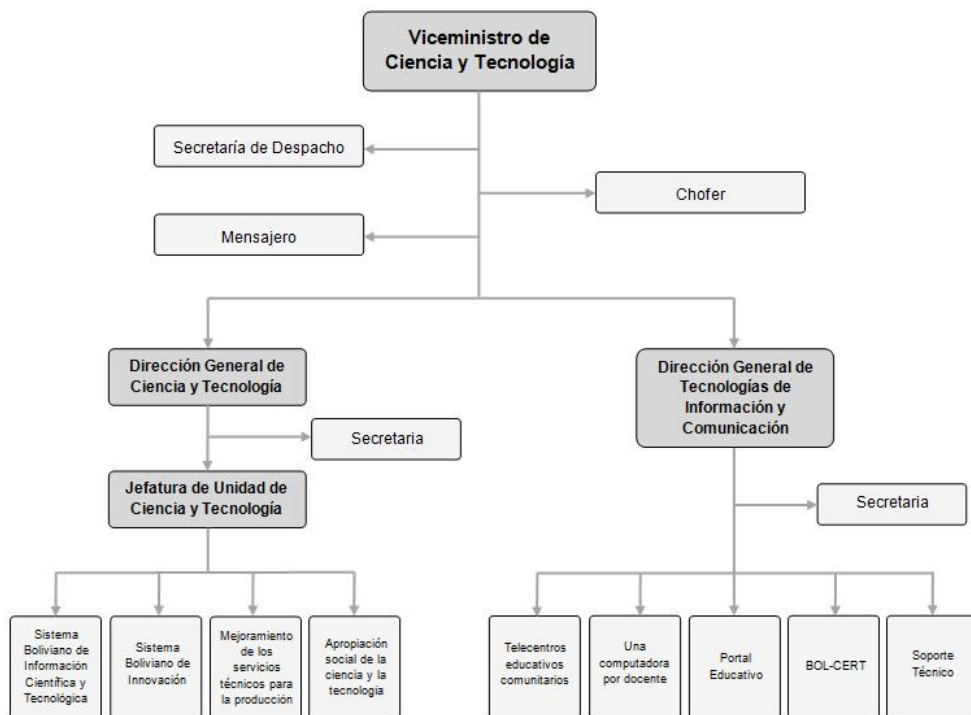 Viceministro de
Ciencia y Tecnología
Secretaría de Despacho
Chofer
Mensajero
Dirección General de
Ciencia y Tecnología
Dirección General de
Tecnologías de
Información y
Comunicación
Secretaria
Jefatura de Unidad de
Ciencia y Tecnología
Secretaria
Sistema
Boliviano de
Información
Científica y
Tecnológica
Sistema
Boliviano de
Innovación
Mejoramiento
de los
servicios
técnicos para
la producción
Apropiación
social de la
ciencia y la
tecnología
Telecentros
educativos
comunitarios
Una
computadora
por docente
Portal
Educativo
BOL-CERT
Soporte
Técnico